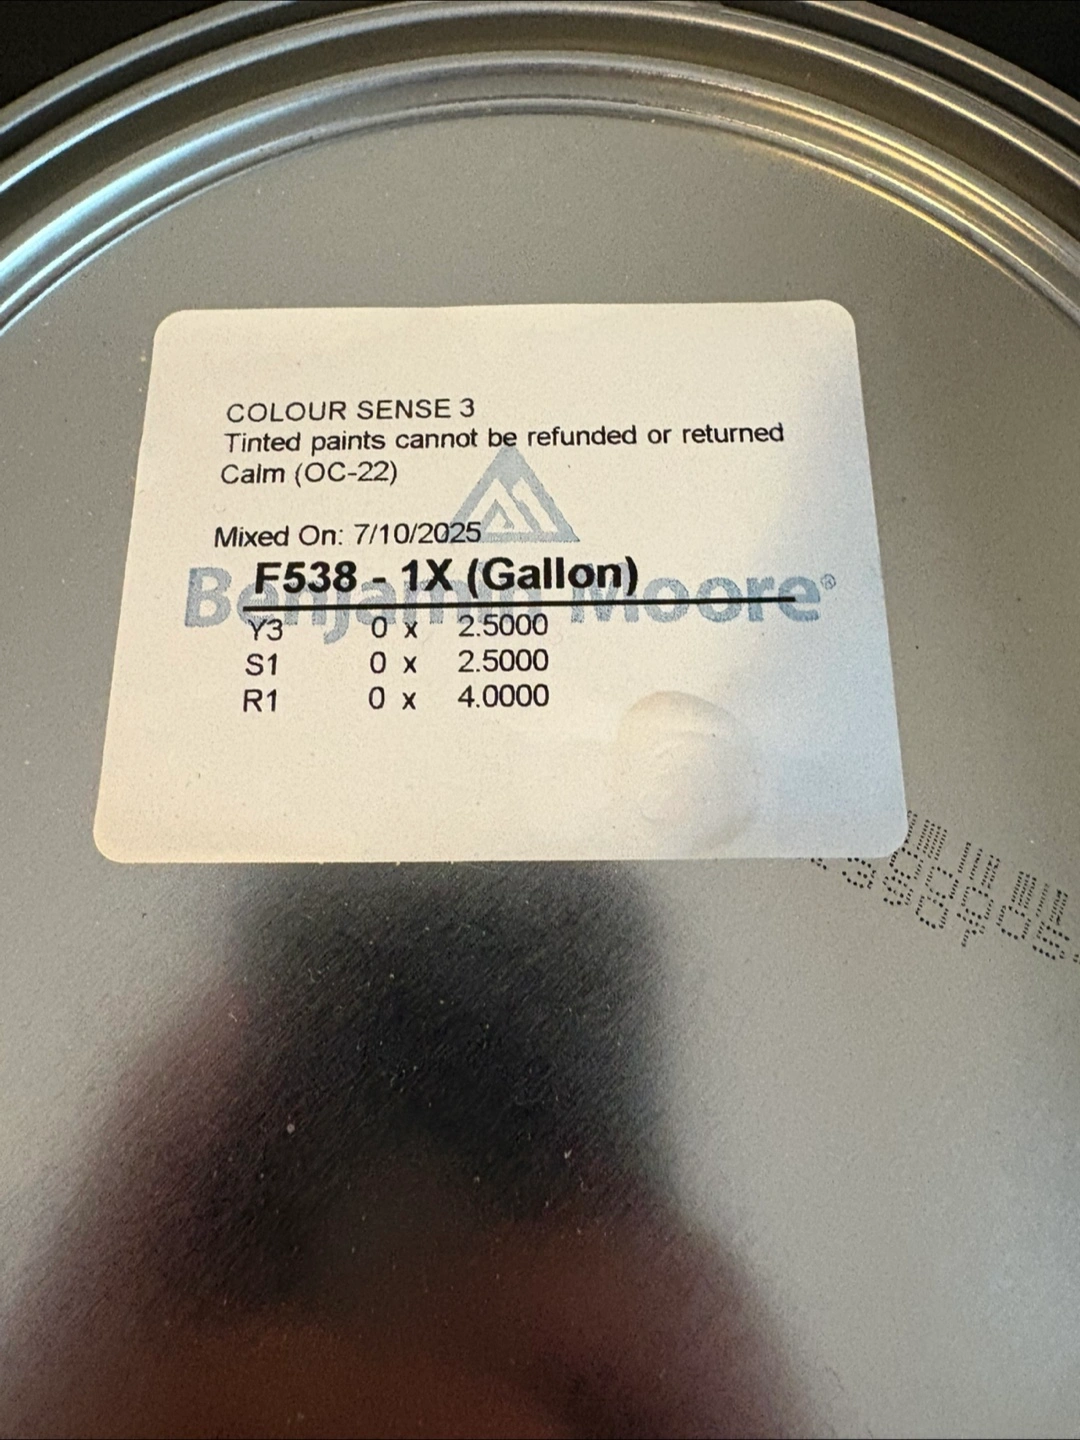 COLOUR SENSE 3
Tinted paints cannot be refunded or returned
Calm (OC-22)
Mixed On: 7/10/2025
F538 - 1X (Gallon)
Benjamin Moore®
Y3 0 x 2.5000
S1 0 x 2.5000
R1 0 x 4.0000